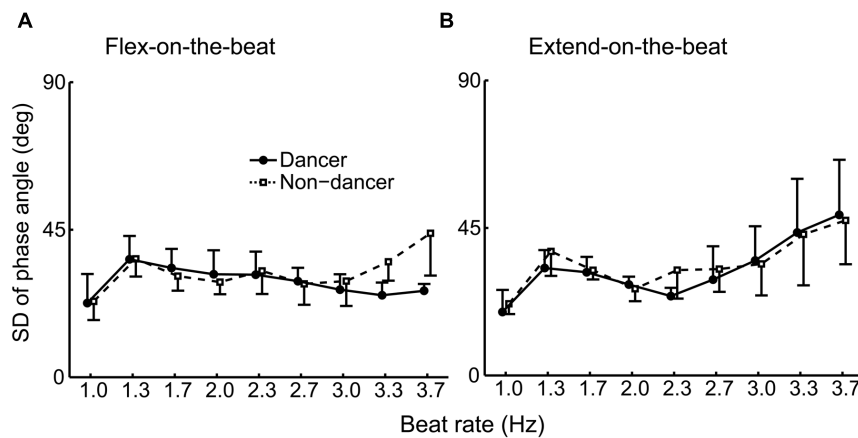 A
B
Flex-on-the-beat
Extend-on-the-beat
90
90
SD of phase angle (deg)
Dancer
Non-dancer
45
45
0
0
1.0 1.3 1.7 2.0 2.3 2.7 3.0 3.3 3.7
1.0 1.3 1.7 2.0 2.3 2.7 3.0 3.3 3.7
Beat rate (Hz)